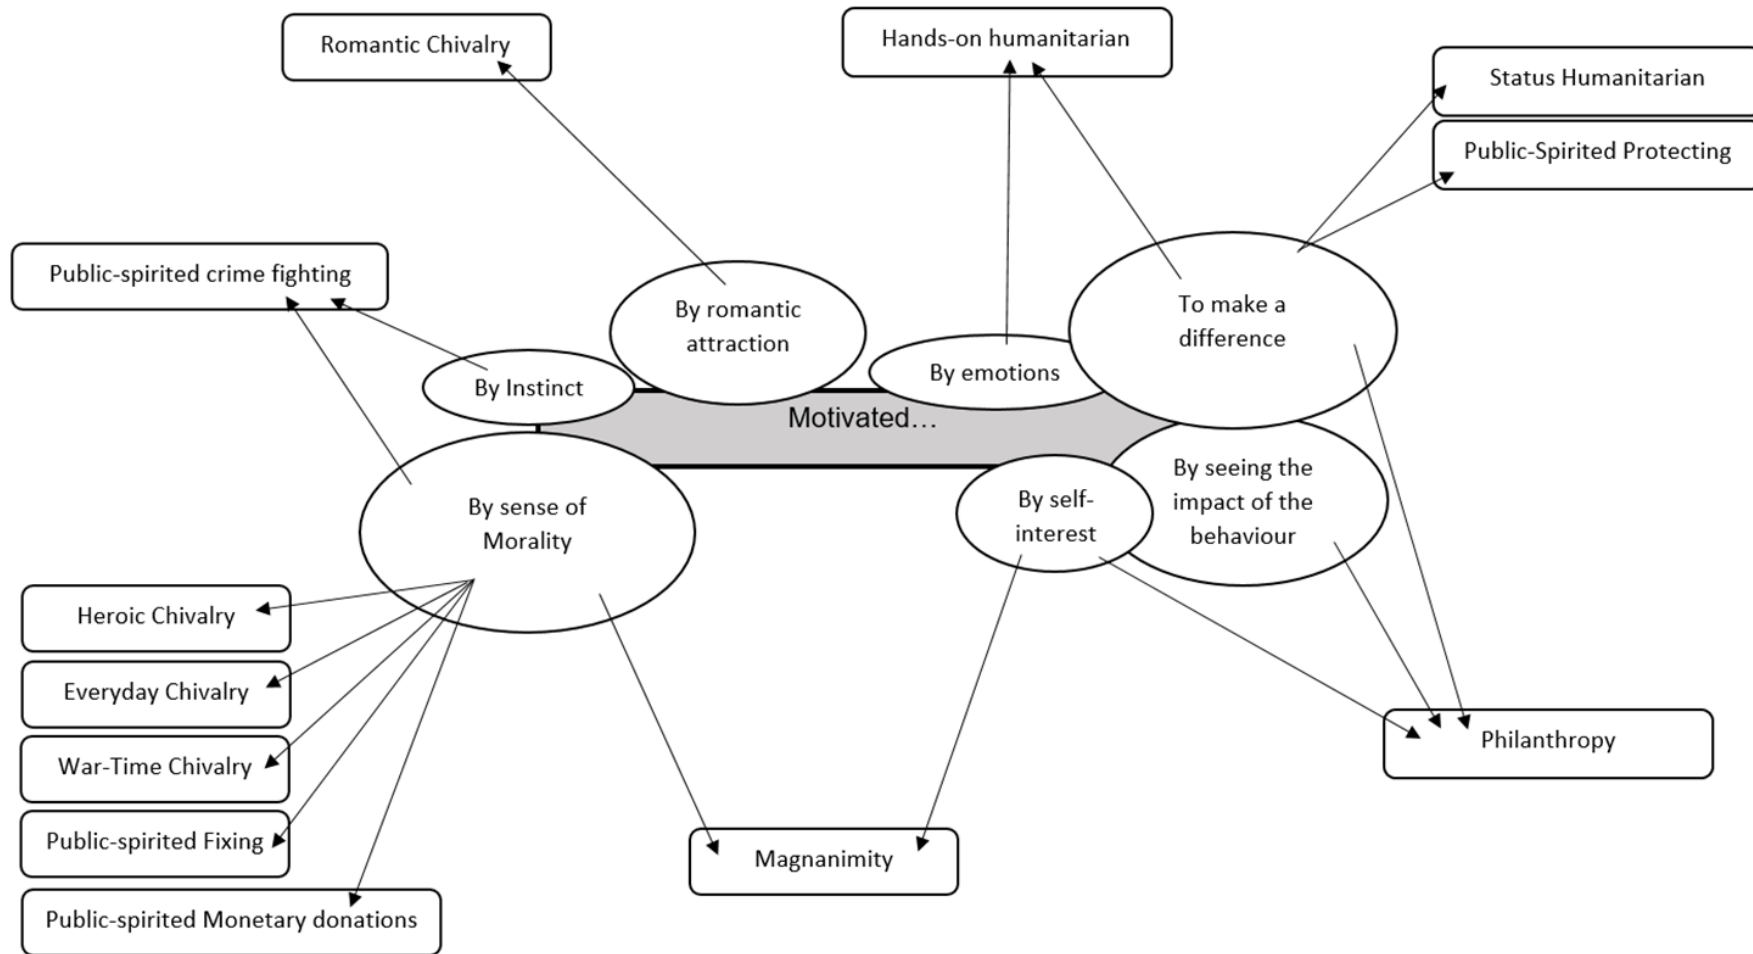 Romantic Chivalry
Hands-on humanitarian
Status Humanitarian
Public-Spirited Protecting
Public-spirited crime fighting
By romantic
attraction
To make a
difference
By Instinct
By emotions
Motivated...
By sense of
Morality
By self-
interest
By seeing the
impact of the
behaviour
Heroic Chivalry
Everyday Chivalry
War-Time Chivalry
Public-spirited Fixing
Public-spirited Monetary donations
Magnanimity
Philanthropy